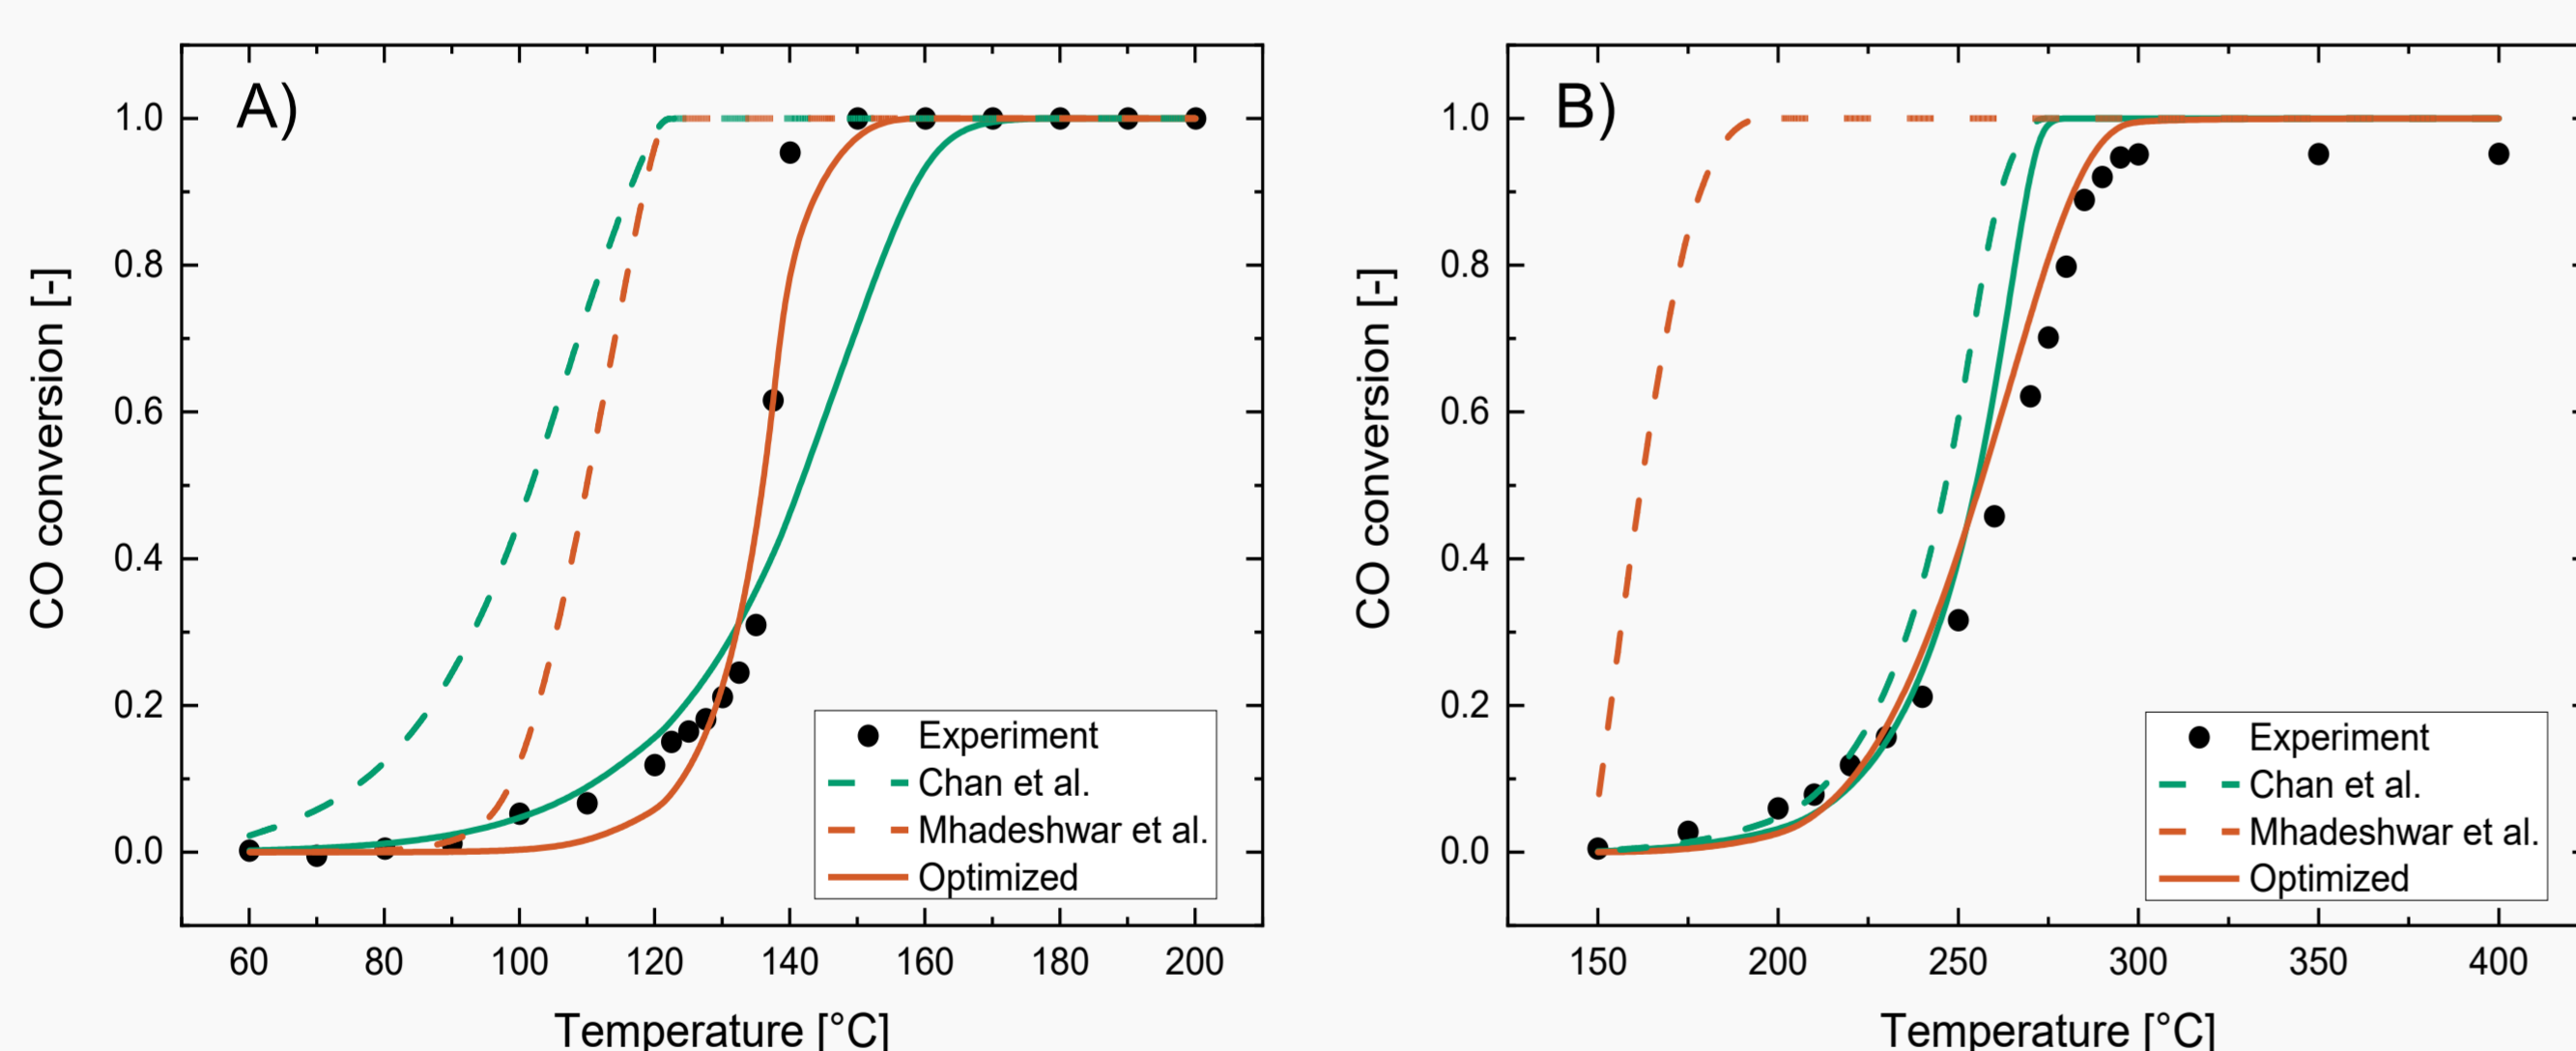 A)
CO conversion [-]
1.0
0.8
0.6
0.4
0.2
0.0
Experiment
Chan et al.
Mhadeshwar et al.
Optimized
60 80 100 120 140 160 180 200
Temperature [°C]
B)
CO conversion [-]
1.0
0.8
0.6
0.4
0.2
0.0
Experiment
Chan et al.
Mhadeshwar et al.
Optimized
150 200 250 300 350 400
Temperature [°C]